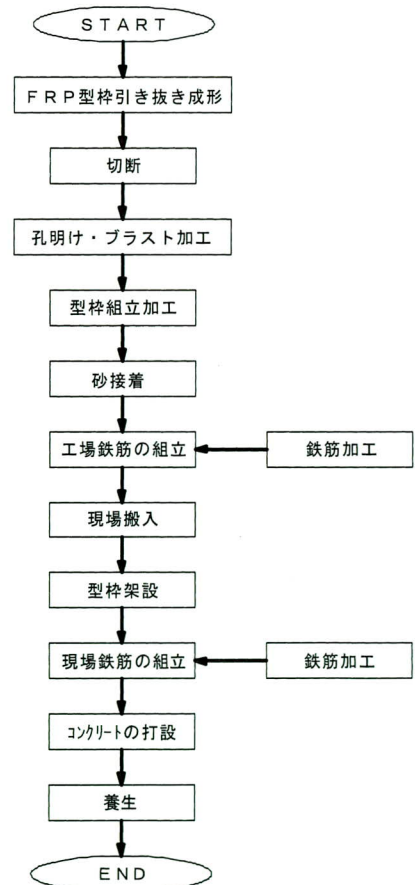 START
FRP型枠引き抜き成形
切断
孔明け・ブラスト加工
型枠組立加工
砂接着
工場鉄筋の組立
鉄筋加工
現場搬入
型枠架設
現場鉄筋の組立
鉄筋加工
コンクリートの打設
養生
END